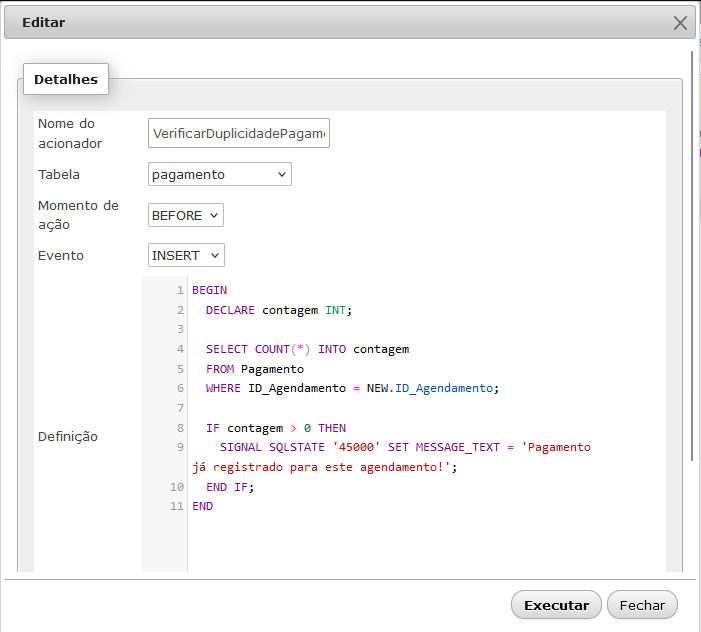 Editar
Detalhes
Nome do
acionador
VerificarDuplicidadePagam
Tabela
pagamento
Momento de
ação
BEFORE
Evento
INSERT
Definição
1 BEGIN
2 DECLARE contagem INT;
3
4 SELECT COUNT(*) INTO contagem
5 FROM Pagamento
6 WHERE ID_Agendamento = NEW.ID_Agendamento;
7
8 IF contagem > 0 THEN
9 SIGNAL SQLSTATE '45000' SET MESSAGE_TEXT = 'Pagamento
já registrado para este agendamento!';
10 END IF;
11 END
Executar
Fechar